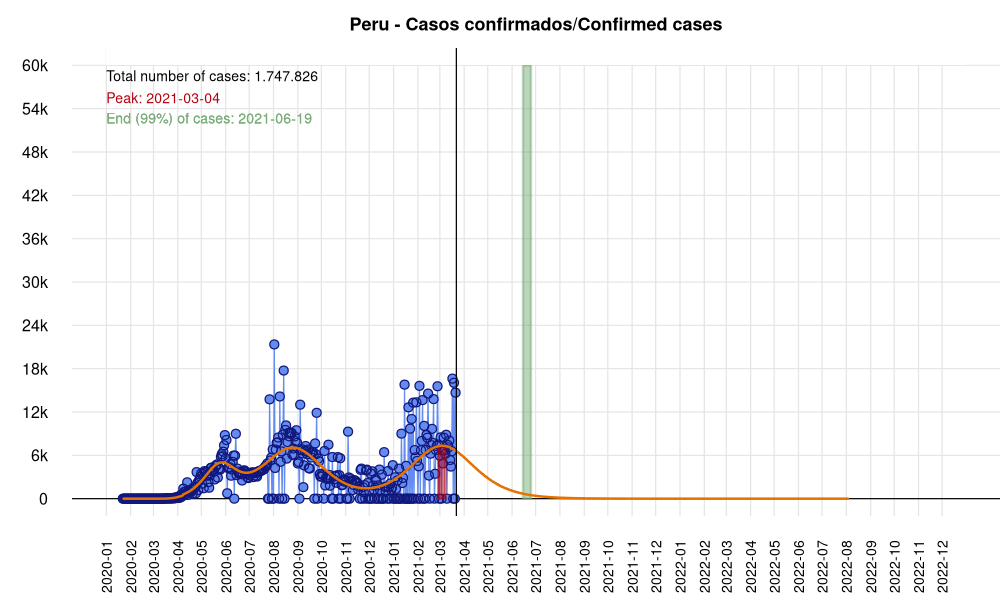 Peru - Casos confirmados/Confirmed cases
60k
Total number of cases: 1.747.826
Peak: 2021-03-04
54k
End (99%) of cases: 2021-06-19
48k
42k
36k
30k
24k
18k
12k
6k
0
2020-01
2020-02
2020-03
2020-04
2020-05
2020-06
2020-07
2020-08
2020-09
2020-10
2020-11
2020-12
2021-01
2021-02
2021-03
2021-04
2021-05
2021-06
2021-07
2021-08
2021-09
2021-10
2021-11
2021-12
2022-01
2022-02
2022-03
2022-04
2022-05
2022-06
2022-07
2022-08
2022-09
2022-10
2022-11
2022-12